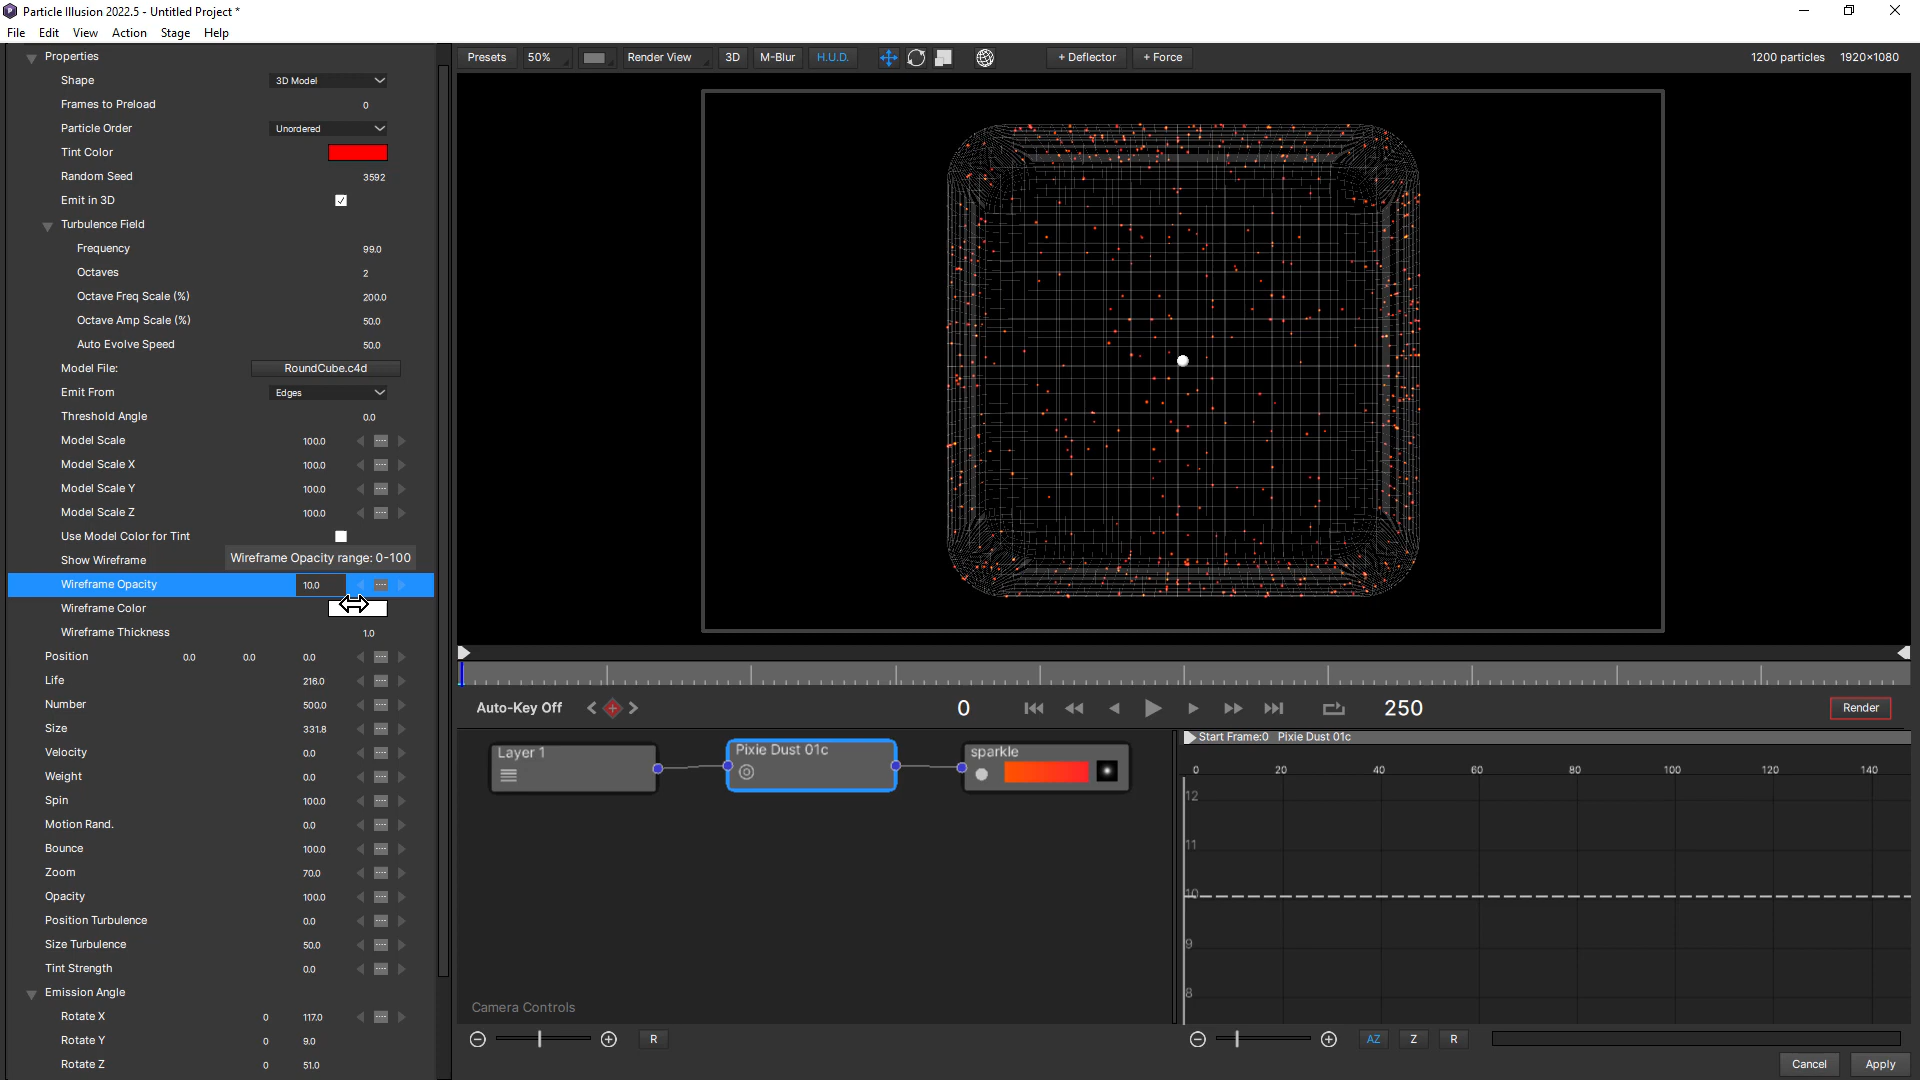 Particle Illusion 2022.5 - Untitled Project *
File Edit View Action Stage Help
Presets 50% Render View 3D M-Blur H.U.D. + Deflector + Force 1200 particles 1920×1080
Properties
Shape 3D Model
Frames to Preload 0
Particle Order Unordered
Tint Color
Random Seed 3592
Emit in 3D
Turbulence Field
Frequency 99.0
Octaves 2
Octave Freq Scale (%) 200.0
Octave Amp Scale (%) 50.0
Auto Evolve Speed 50.0
Model File: RoundCube.c4d
Emit From Edges
Threshold Angle 0.0
Model Scale 100.0
Model Scale X 100.0
Model Scale Y 100.0
Model Scale Z 100.0
Use Model Color for Tint
Show Wireframe
Wireframe Opacity range: 0-100
Wireframe Opacity 10.0
Wireframe Color
Wireframe Thickness 1.0
Position 0.0 0.0 0.0
Life 216.0
Number 500.0
Size 331.8
Velocity 0.0
Weight 0.0
Spin 100.0
Motion Rand. 0.0
Bounce 100.0
Zoom 70.0
Opacity 100.0
Position Turbulence 0.0
Size Turbulence 50.0
Tint Strength 0.0
Emission Angle
Rotate X 0 117.0
Rotate Y 0 9.0
Rotate Z 0 51.0
Auto-Key Off 0 250 Render
Layer 1
Pixie Dust 01c
sparkle
Camera Controls
R
Start Frame:0 Pixie Dust 01c
0 20 40 60 80 100 120 140
12
11
10
9
8
AZ Z R
Cancel Apply